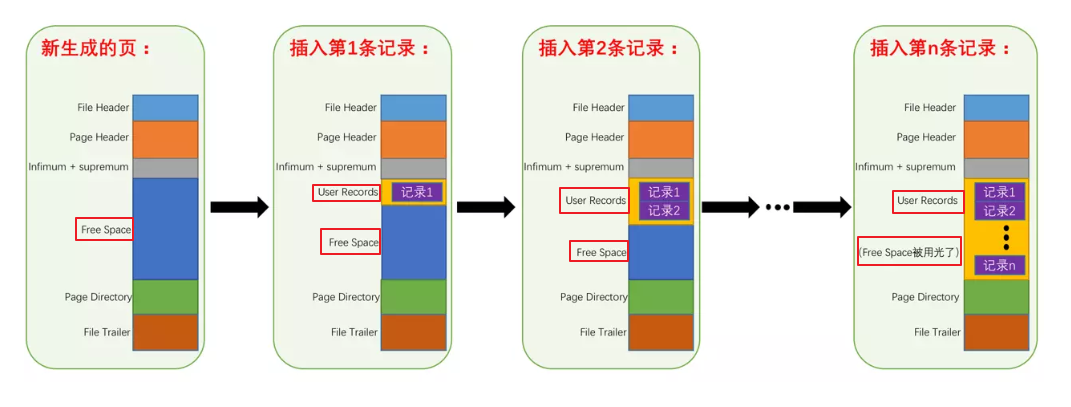 新生成的页：
File Header
Page Header
Infimum + supremum
Free Space
Page Directory
File Trailer
插入第1条记录：
File Header
Page Header
Infimum + supremum
User Records
记录1
Free Space
Page Directory
File Trailer
插入第2条记录：
File Header
Page Header
Infimum + supremum
User Records
记录1
记录2
Free Space
Page Directory
File Trailer
插入第n条记录：
File Header
Page Header
Infimum + supremum
User Records
记录1
记录2
(Free Space被用光了)
记录n
Page Directory
File Trailer